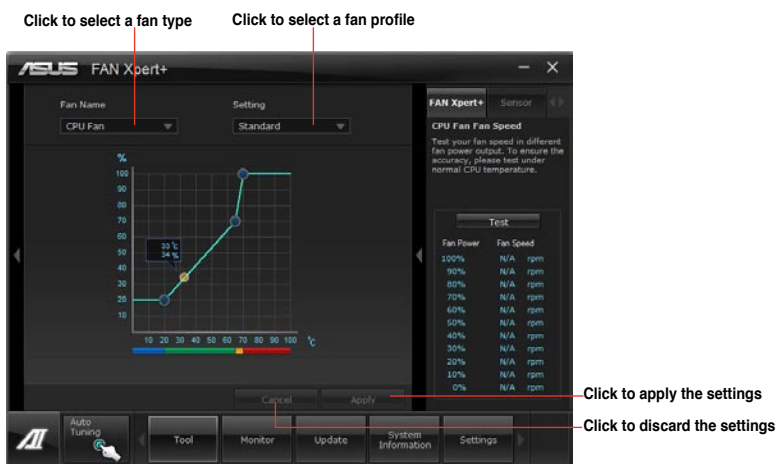 Click to select a fan type
Click to select a fan profile
ASUS FAN Xpert+
Fan Name
Setting
CPU Fan
Standard
%
100
90
80
70
60
50
40
30
20
10
33 °C
34 %
10 20 30 40 50 60 70 80 90 100 °C
Cancel
Apply
FAN Xpert+
Sensor
CPU Fan Fan Speed
Test your fan speed in different
fan power output. To ensure the
accuracy, please test under
normal CPU temperature.
Test
Fan Power Fan Speed
100% N/A rpm
90% N/A rpm
80% N/A rpm
70% N/A rpm
60% N/A rpm
50% N/A rpm
40% N/A rpm
30% N/A rpm
20% N/A rpm
10% N/A rpm
0% N/A rpm
Click to apply the settings
Click to discard the settings
AI
Auto
Tuning
Tool
Monitor
Update
System
Information
Settings